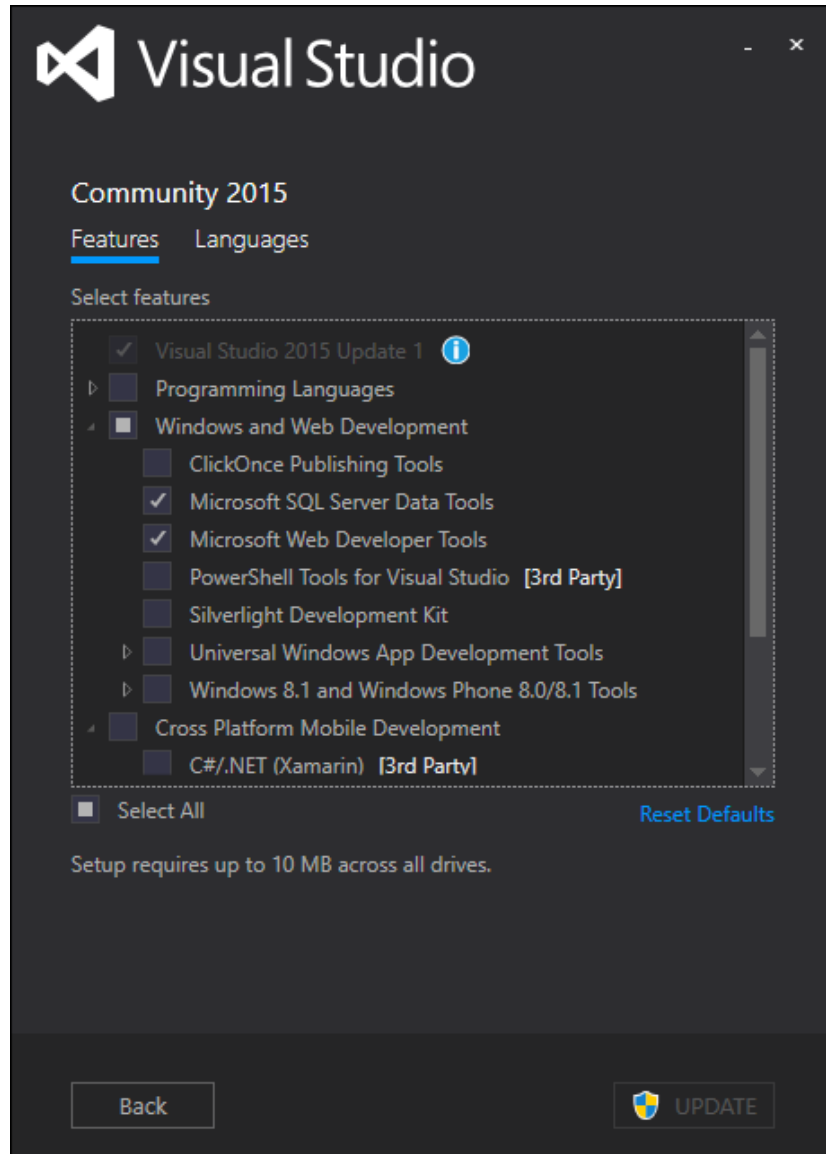 Visual Studio
Community 2015
Features Languages
Select features
Visual Studio 2015 Update 1
Programming Languages
Windows and Web Development
ClickOnce Publishing Tools
Microsoft SQL Server Data Tools
Microsoft Web Developer Tools
PowerShell Tools for Visual Studio [3rd Party]
Silverlight Development Kit
Universal Windows App Development Tools
Windows 8.1 and Windows Phone 8.0/8.1 Tools
Cross Platform Mobile Development
C#/.NET (Xamarin) [3rd Party]
Select All Reset Defaults
Setup requires up to 10 MB across all drives.
Back UPDATE